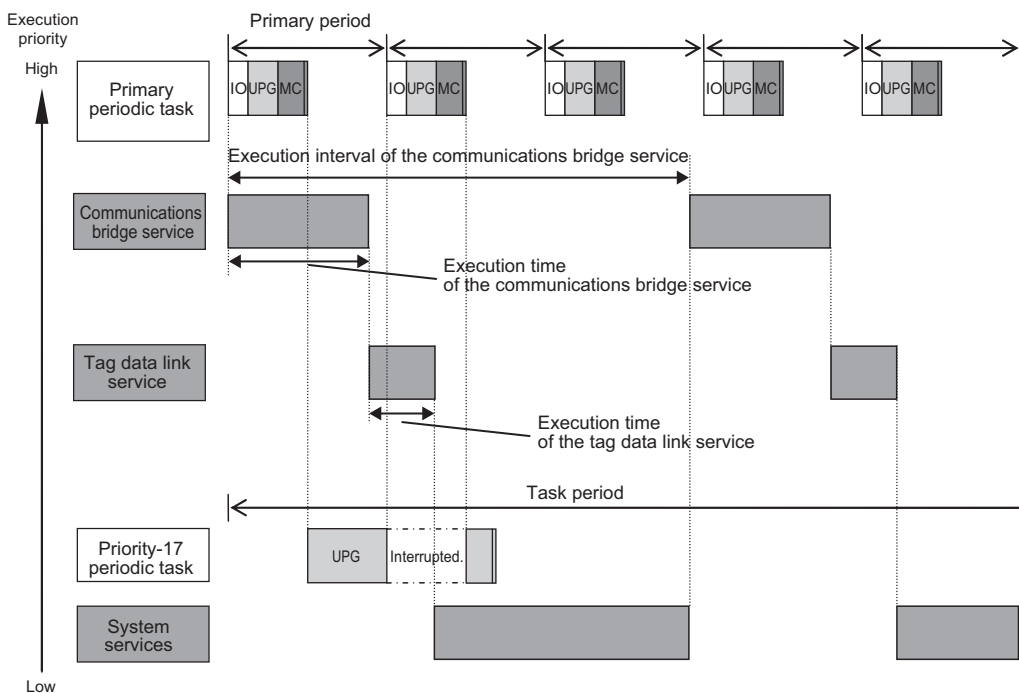 Execution
priority
High
Primary period
Primary
periodic task
IO UPG MC
IO UPG MC
IO UPG MC
IO UPG MC
IO UPG MC
Execution interval of the communications bridge service
Communications
bridge service
Execution time
of the communications bridge service
Tag data link
service
Execution time
of the tag data link service
Task period
Priority-17
periodic task
UPG
Interrupted.
System
services
Low